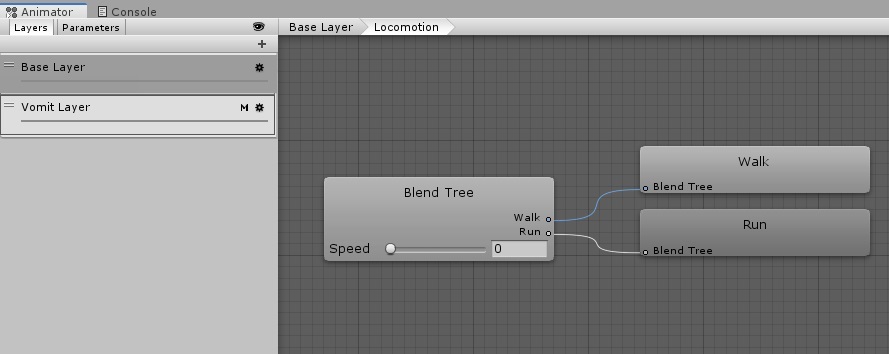 Animator Console
Layers Parameters
Base Layer Locomotion
+
Base Layer
Vomit Layer M
Blend Tree
Walk
Run
Speed 0
Walk
Blend Tree
Run
Blend Tree